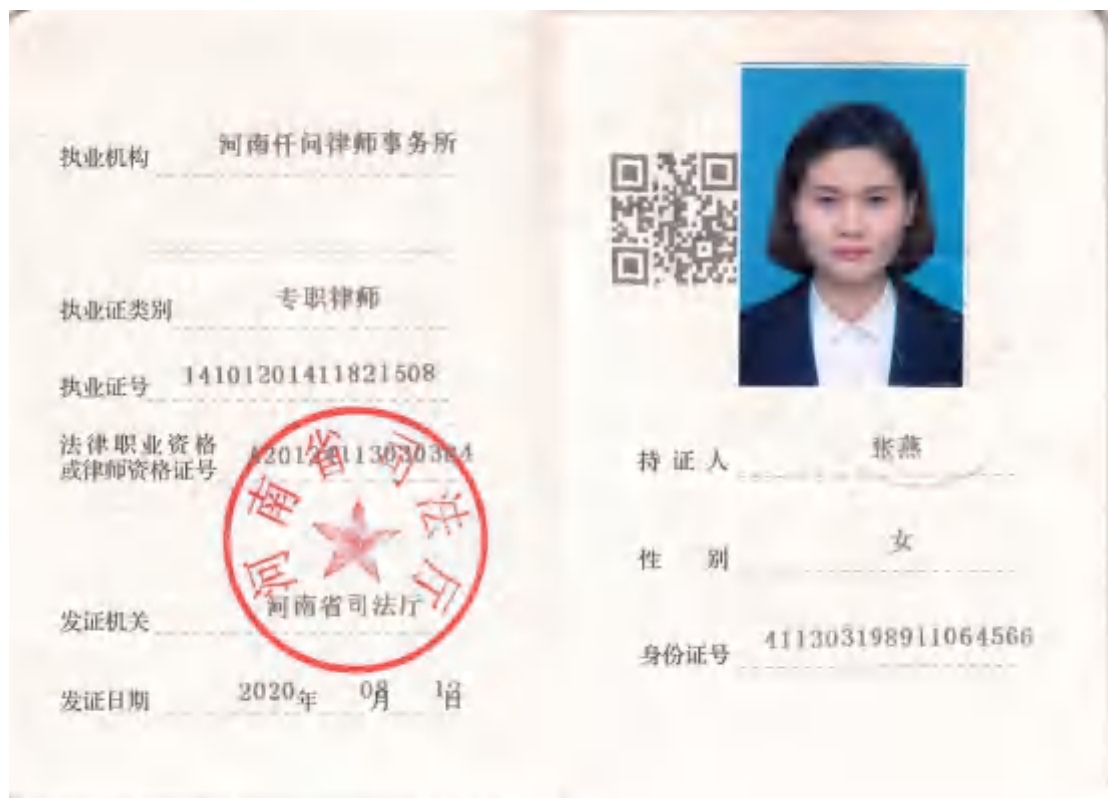 执业机构 河南仟问律师事务所
执业证类别 专职律师
执业证号 14101201411821508
法律职业资格
或律师资格证号
河南省司法厅
发证机关 河南省司法厅
发证日期 2020年 08月 12日
持证人 张燕
性别 女
身份证号 411303198911064566